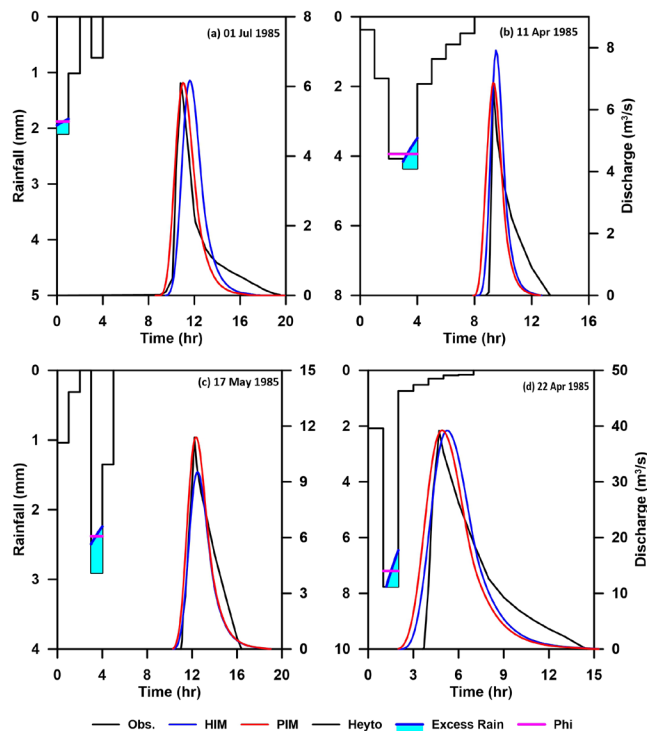 (a) 01 Jul 1985
0
1
2
3
4
5
Rainfall (mm)
0
2
4
6
8
0 4 8 12 16 20
Time (hr)
(b) 11 Apr 1985
0
2
4
6
8
0
3
6
9
Discharge (m³/s)
0 4 8 12 16
Time (hr)
(c) 17 May 1985
0
1
2
3
4
Rainfall (mm)
0
3
6
9
12
15
0 4 8 12 16 20
Time (hr)
(d) 22 Apr 1985
0
2
4
6
8
10
0
10
20
30
40
50
Discharge (m³/s)
0 3 6 9 12 15
Time (hr)
Obs. HIM PIM Heyto Excess Rain Phi